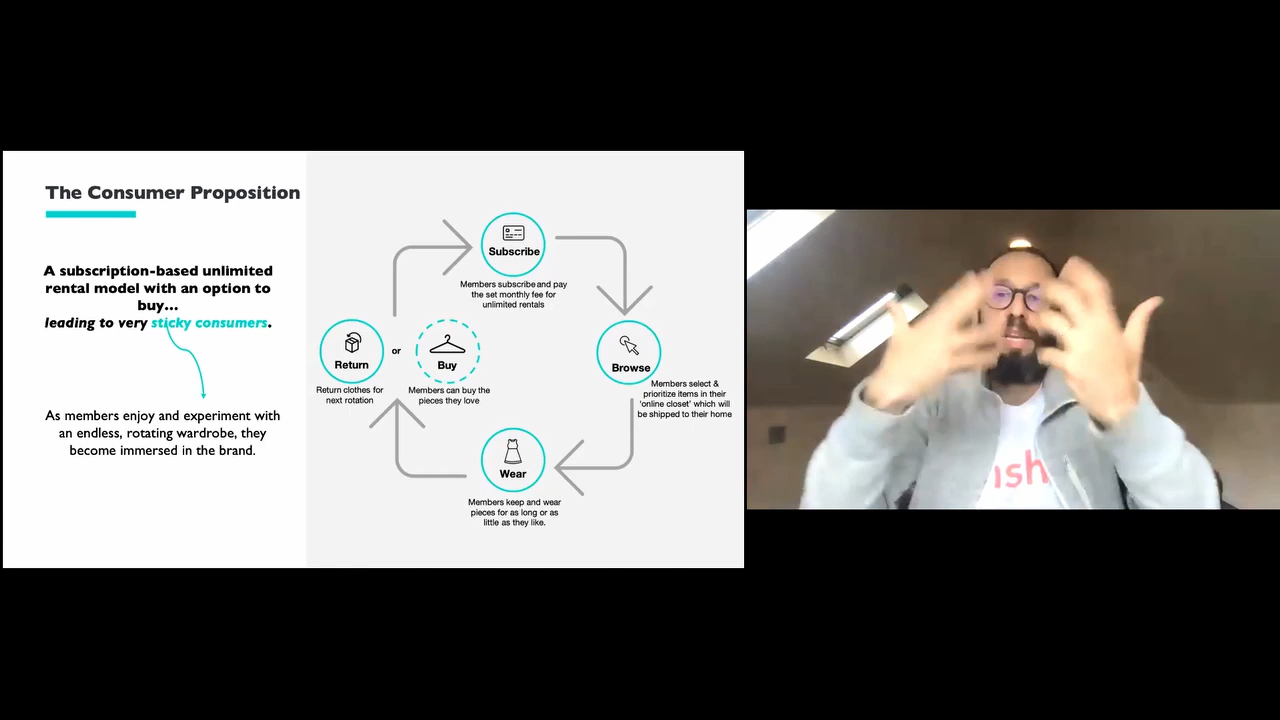 The Consumer Proposition
A subscription-based unlimited
rental model with an option to
buy...
leading to very sticky consumers.
As members enjoy and experiment with
an endless, rotating wardrobe, they
become immersed in the brand.
Subscribe
Members subscribe and pay
the set monthly fee for
unlimited rentals
Return
or
Buy
Return clothes for
next rotation
Members can buy the
pieces they love
Browse
Members select &
prioritize items in their
'online closet' which will
be shipped to their home
Wear
Members keep and wear
pieces for as long or as
little as they like.